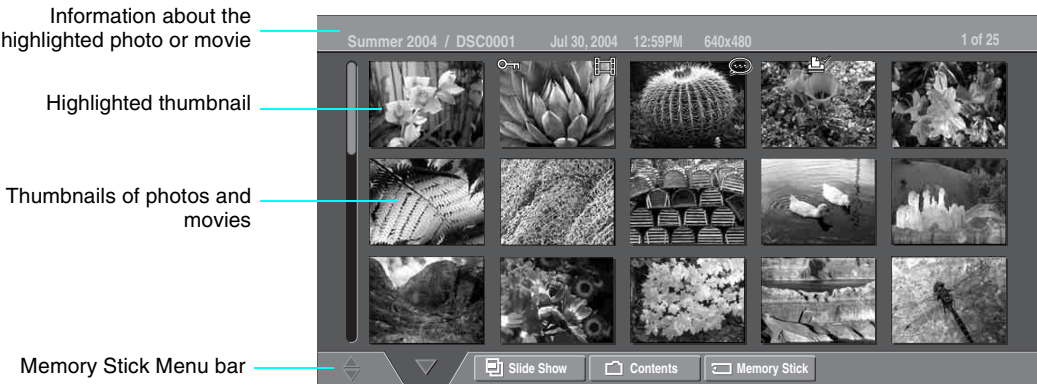 Information about the
highlighted photo or movie
Summer 2004 / DSC0001 Jul 30, 2004 12:59PM 640x480 1 of 25
Highlighted thumbnail
Thumbnails of photos and
movies
Memory Stick Menu bar
Slide Show Contents Memory Stick